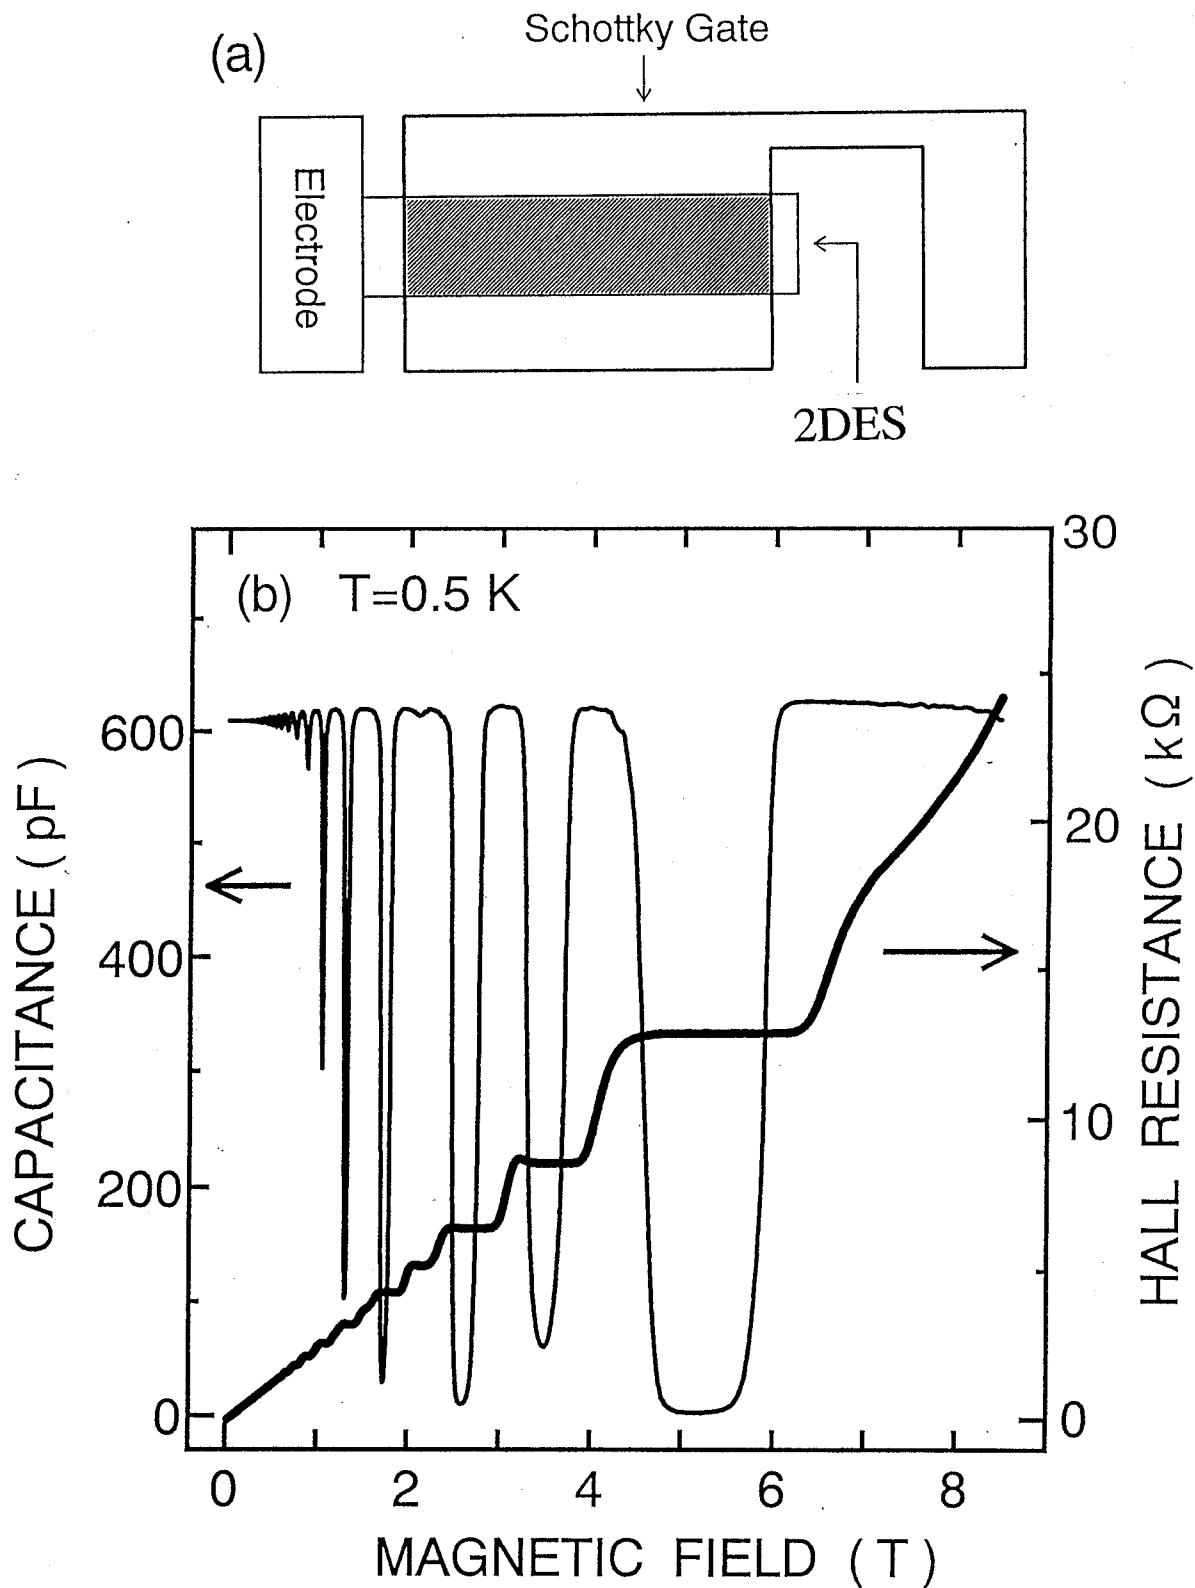 Schottky Gate
(a)
Electrode
2DES
(b) T=0.5 K
CAPACITANCE (pF)
600
400
200
0
HALL RESISTANCE (kΩ)
30
20
10
0
0 2 4 6 8
MAGNETIC FIELD (T)